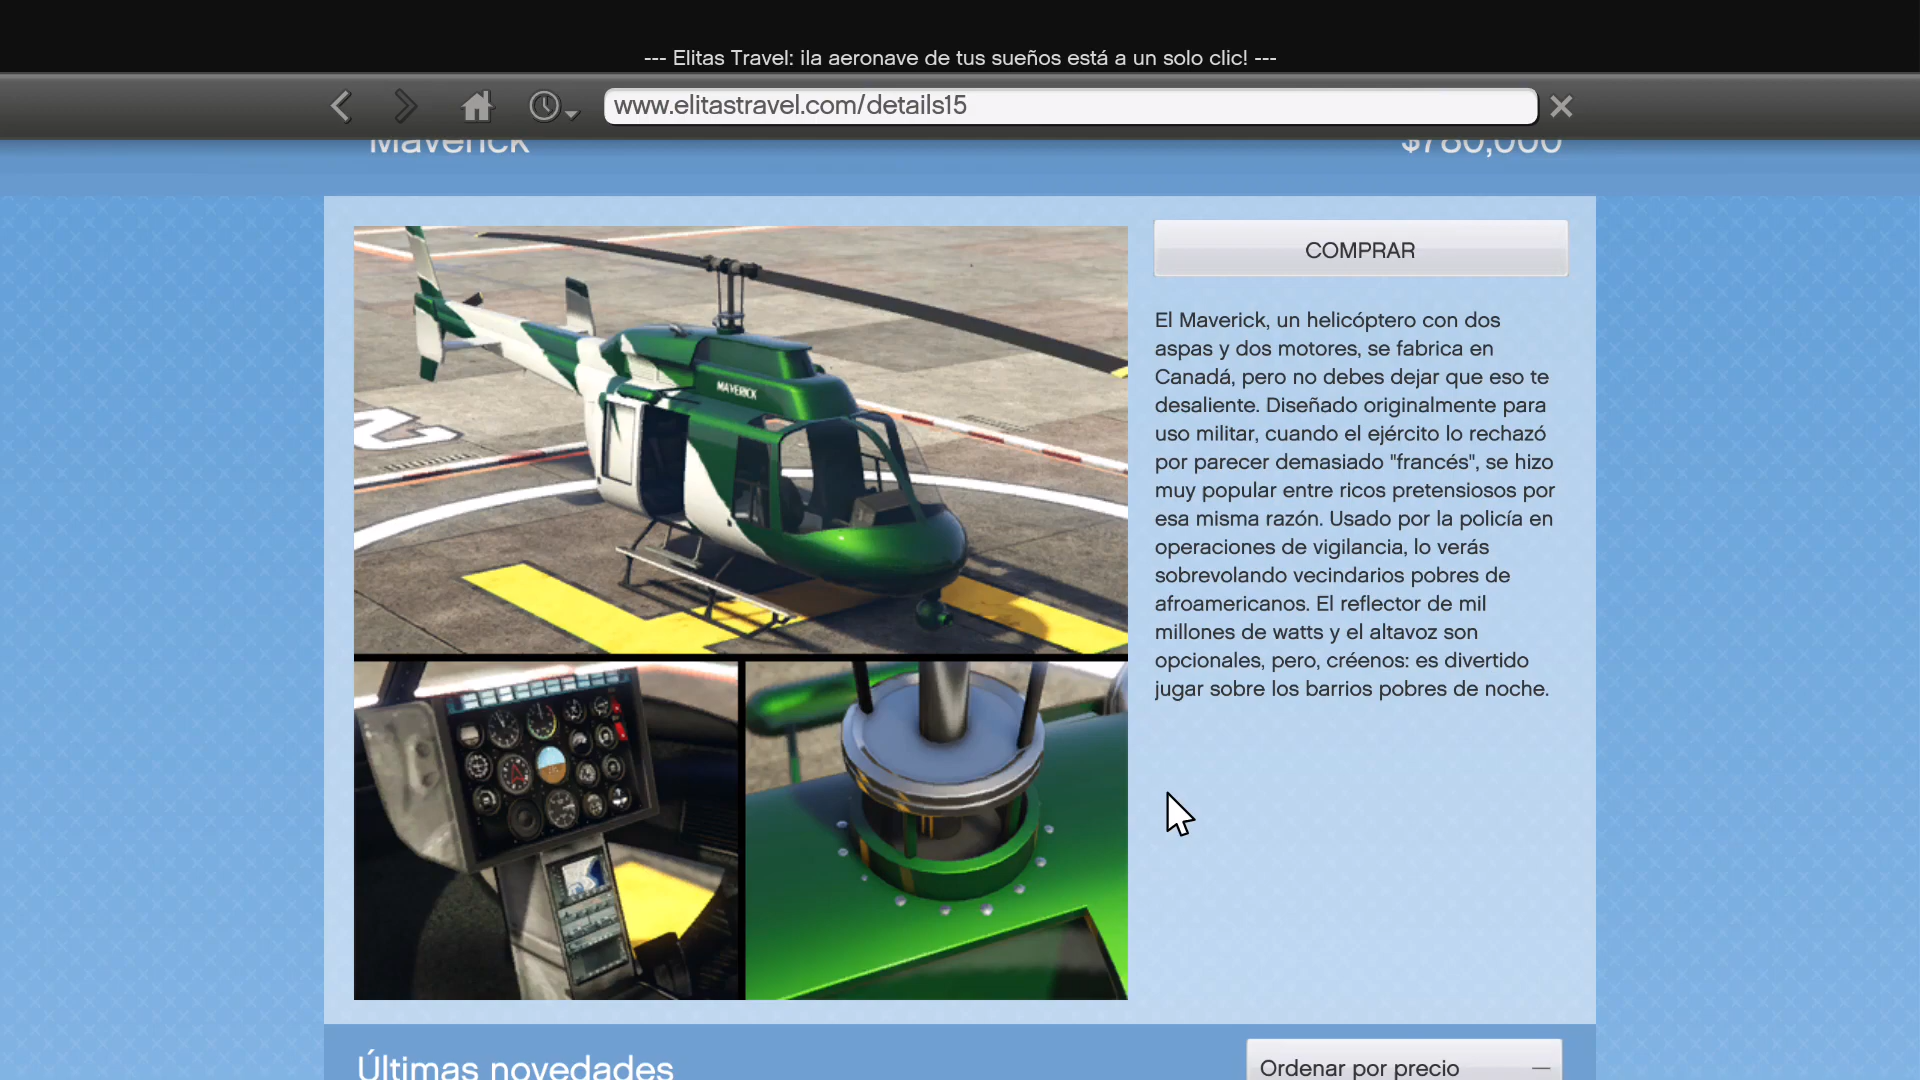 --- Elitas Travel: ¡la aeronave de tus sueños está a un solo clic! ---
www.elitastravel.com/details15
Maverick
$780,000
COMPRAR
MAVERICK
El Maverick, un helicóptero con dos
aspas y dos motores, se fabrica en
Canadá, pero no debes dejar que eso te
desaliente. Diseñado originalmente para
uso militar, cuando el ejército lo rechazó
por parecer demasiado "francés", se hizo
muy popular entre ricos pretensiosos por
esa misma razón. Usado por la policía en
operaciones de vigilancia, lo verás
sobrevolando vecindarios pobres de
afroamericanos. El reflector de mil
millones de watts y el altavoz son
opcionales, pero, créenos: es divertido
jugar sobre los barrios pobres de noche.
Últimas novedades
Ordenar por precio